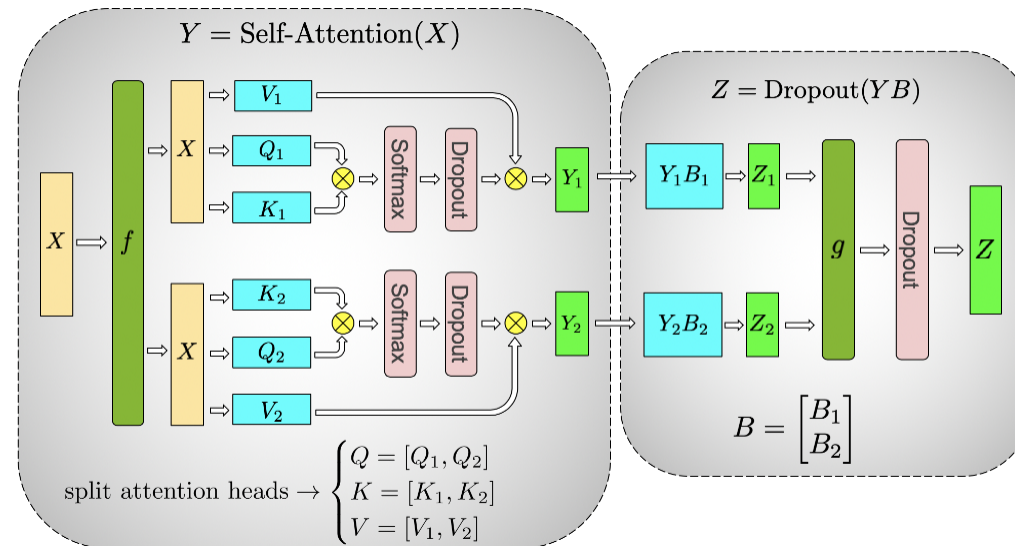 Y = Self-Attention(X)
Z = Dropout(YB)
X
f
X
V₁
Q₁
K₁
Softmax
Dropout
Y₁
Y₁B₁
Z₁
X
K₂
Q₂
V₂
Softmax
Dropout
Y₂
Y₂B₂
Z₂
g
Dropout
Z
split attention heads → { Q = [Q₁, Q₂]
K = [K₁, K₂]
V = [V₁, V₂]
B = [B₁
B₂]